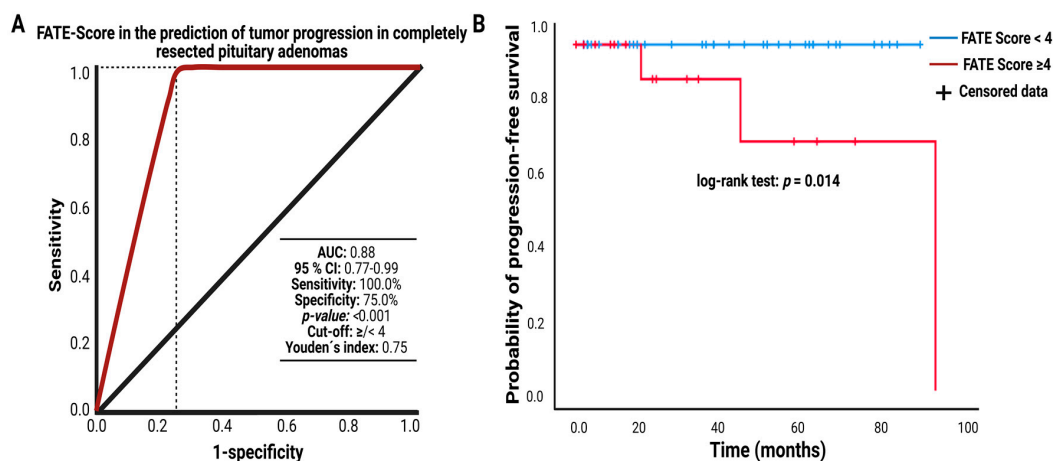 A
FATE-Score in the prediction of tumor progression in completely
resected pituitary adenomas
1.0
0.8
0.6
0.4
0.2
0.0
Sensitivity
AUC: 0.88
95 % CI: 0.77-0.99
Sensitivity: 100.0%
Specificity: 75.0%
p-value: <0.001
Cut-off: ≥/< 4
Youden´s index: 0.75
0.0 0.2 0.4 0.6 0.8 1.0
1-specificity
B
1.0
0.8
0.6
0.4
0.2
0.0
Probability of progression-free survival
FATE Score < 4
FATE Score ≥4
Censored data
log-rank test: p = 0.014
0.0 20 40 60 80 100
Time (months)